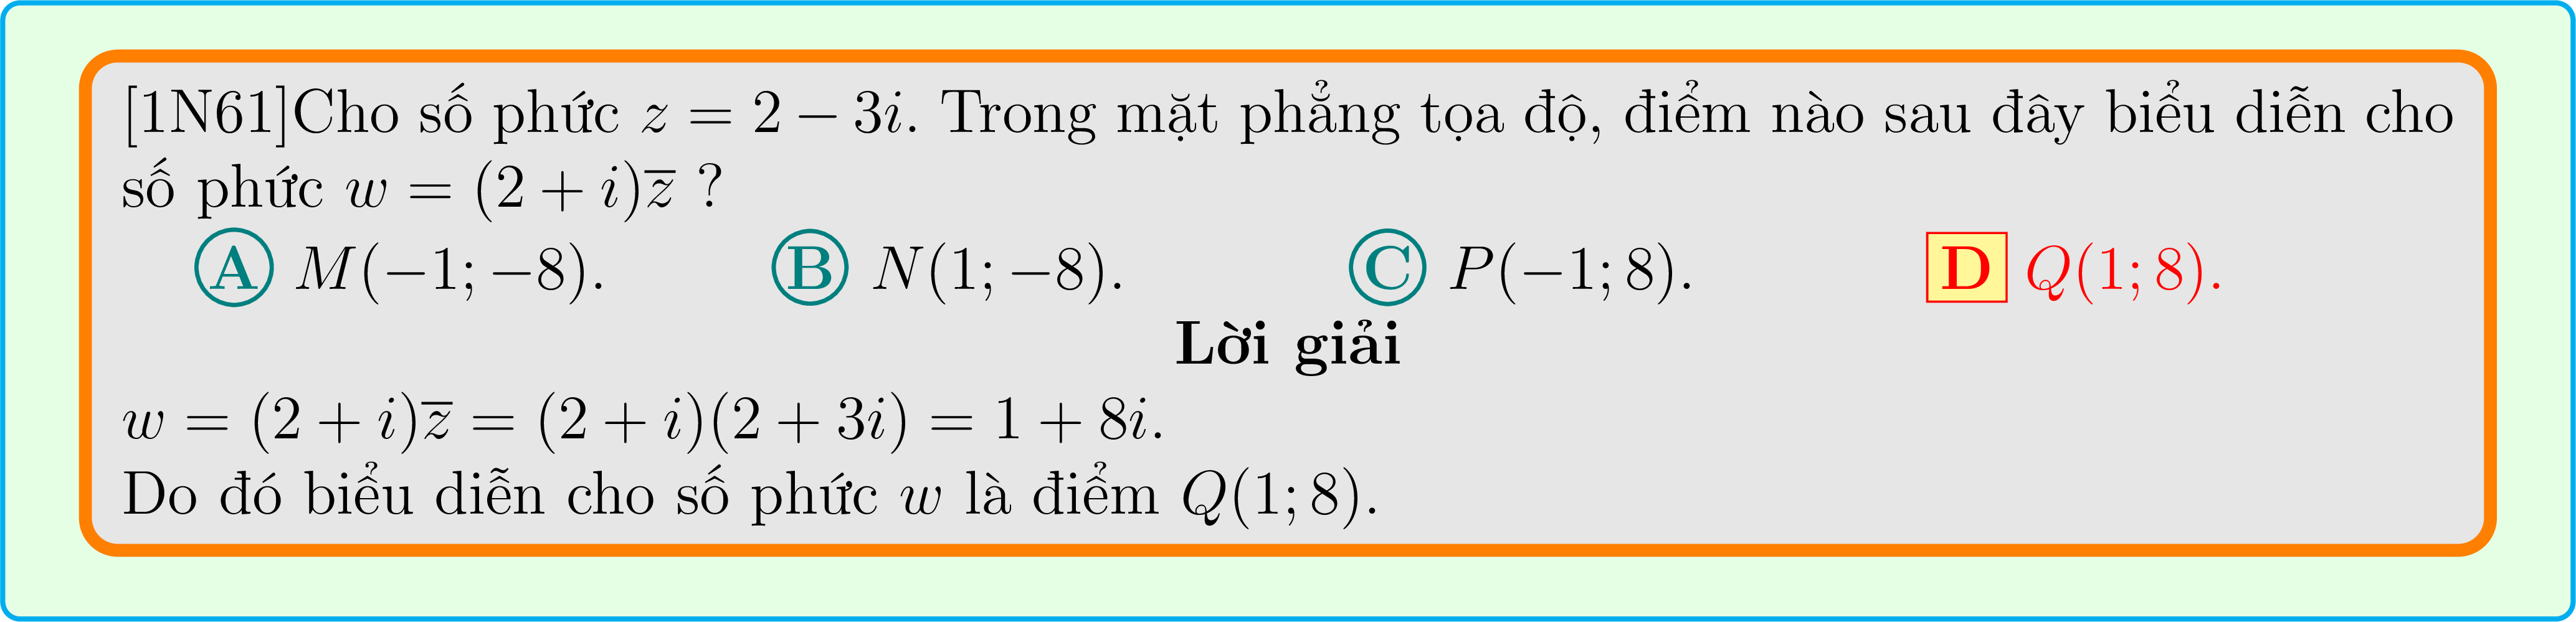 [1N61]Cho số phức z = 2 − 3i. Trong mặt phẳng tọa độ, điểm nào sau đây biểu diễn cho
số phức w = (2 + i)z̅ ?
A M(−1; −8). B N(1; −8). C P(−1; 8). D Q(1; 8).
Lời giải
w = (2 + i)z̅ = (2 + i)(2 + 3i) = 1 + 8i.
Do đó biểu diễn cho số phức w là điểm Q(1; 8).